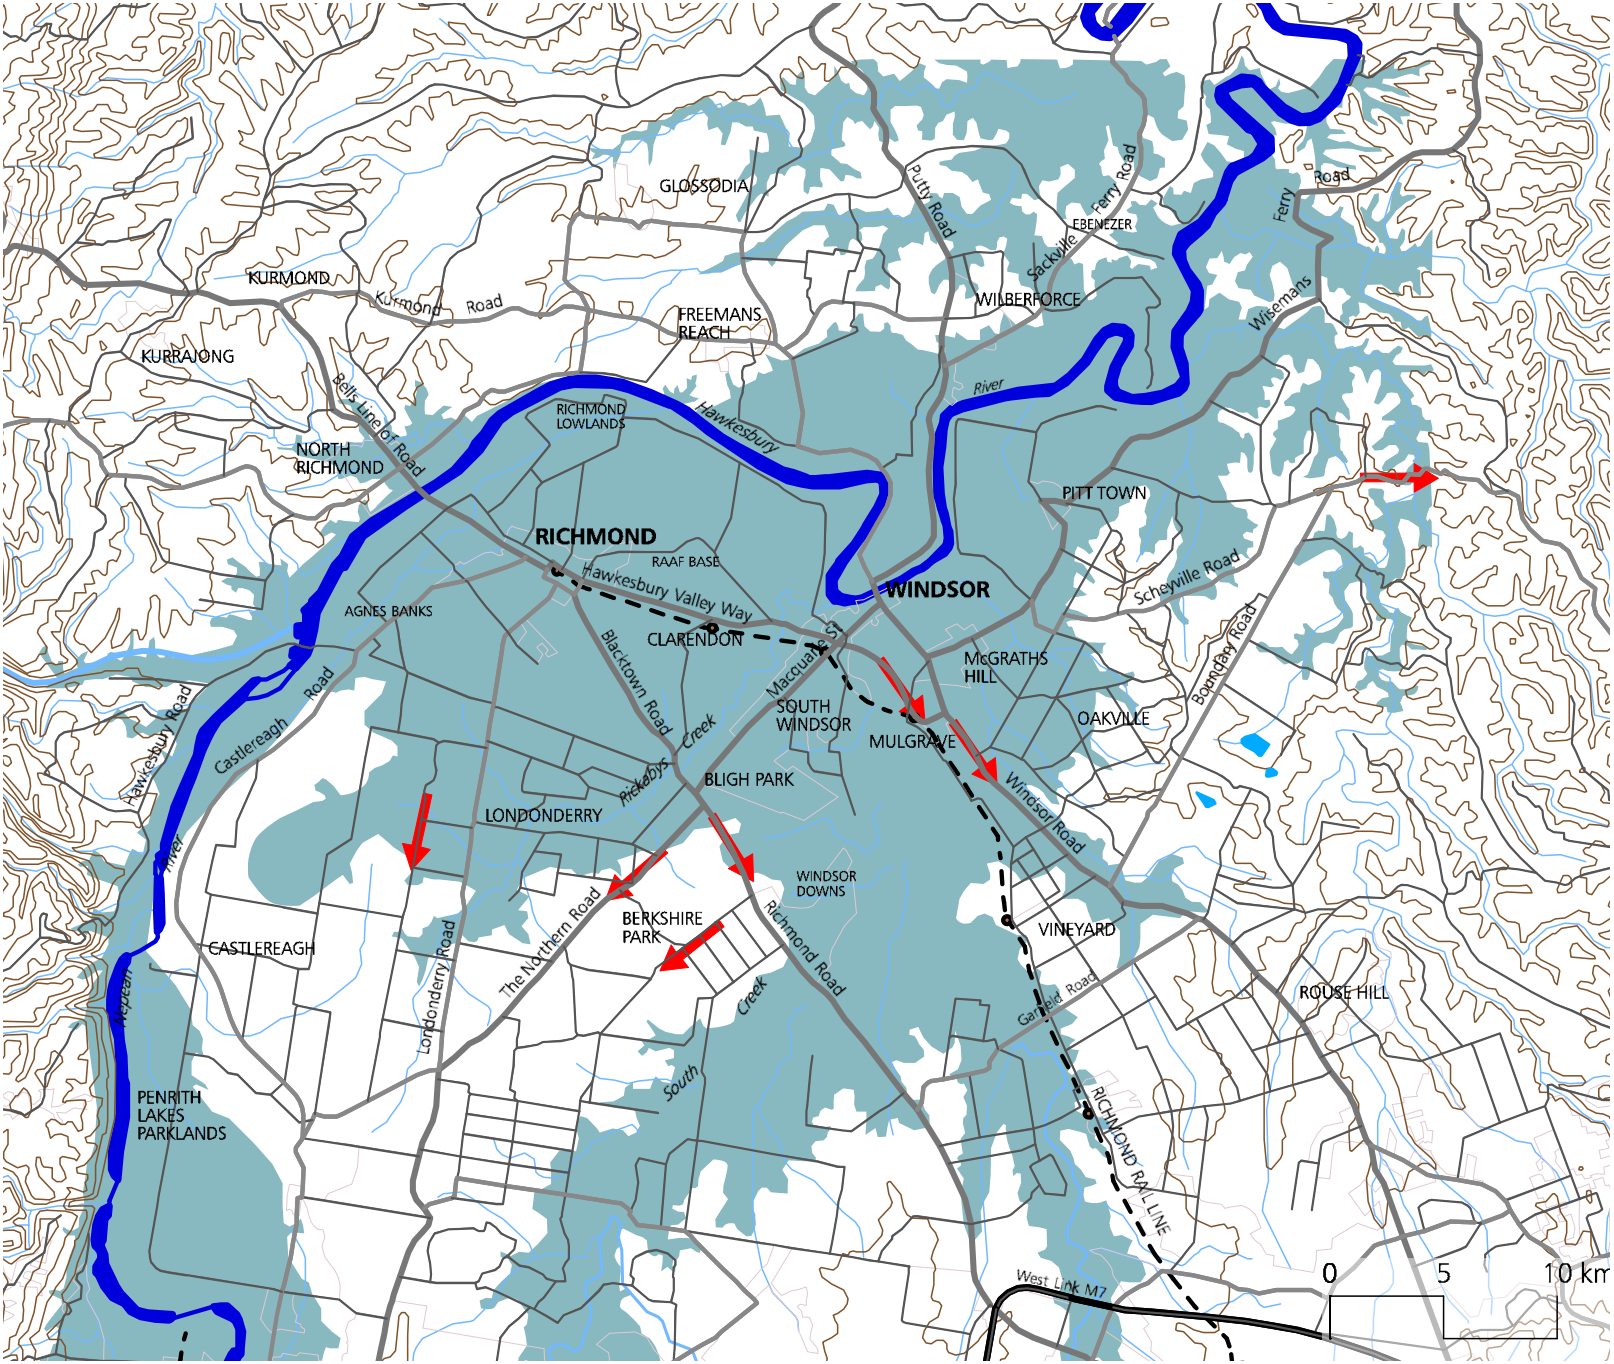 GLOSSODIA
Putty Road
Ferry Road
Sackville
EBENEZER
Ferry
Road
Wisemans
KURMOND
Kurmond Road
FREEMANS
REACH
WILBERFORCE
KURRAJONG
Bells Line of Road
RICHMOND
LOWLANDS
Hawkesbury
River
NORTH
RICHMOND
PITT TOWN
RICHMOND
RAAF BASE
Hawkesbury Valley Way
WINDSOR
Scheyville Road
AGNES BANKS
CLARENDON
Macquarie St
McGRATHS
HILL
Boundary Road
Blacktown Road
Hawkesbury Road
Castlereagh Road
SOUTH
WINDSOR
OAKVILLE
MULGRAVE
Rickabys Creek
BLIGH PARK
Windsor Road
LONDONDERRY
River
Nepean
WINDSOR
DOWNS
BERKSHIRE
PARK
Richmond Road
VINEYARD
CASTLEREAGH
The Northern Road
Londonderry Road
South Creek
Garfield Road
ROUSE HILL
PENRITH
LAKES
PARKLANDS
RICHMOND RAIL LINE
West Link M7
0 5 10 km